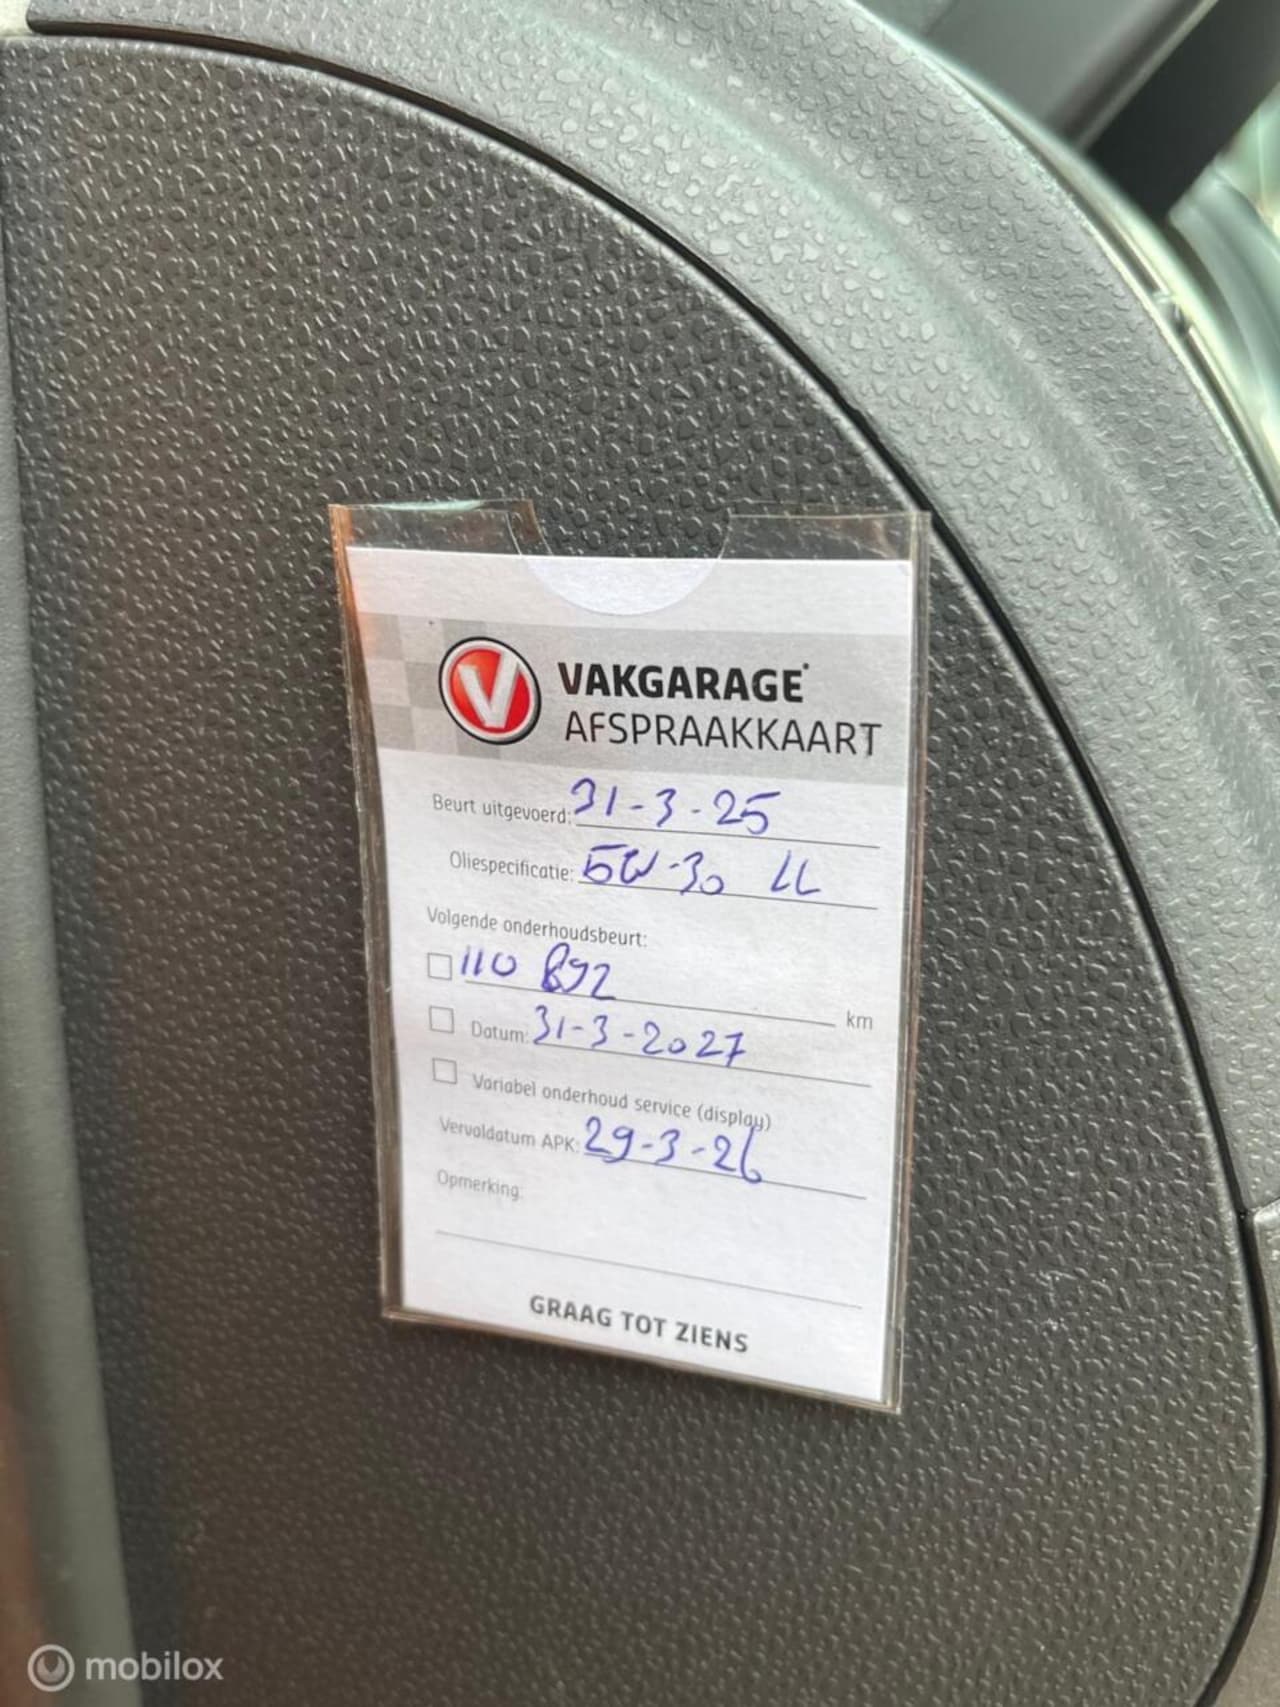 V VAKGARAGE
AFSPRAAKKAART
Beurt uitgevoerd: 31-3-25
Oliespecificatie: 5W-30 LL
Volgende onderhoudsbeurt:
110 892 km
Datum: 31-3-2027
Variabel onderhoud service (display)
Vervaldatum APK: 29-3-26
Opmerking:
GRAAG TOT ZIENS
mobilox